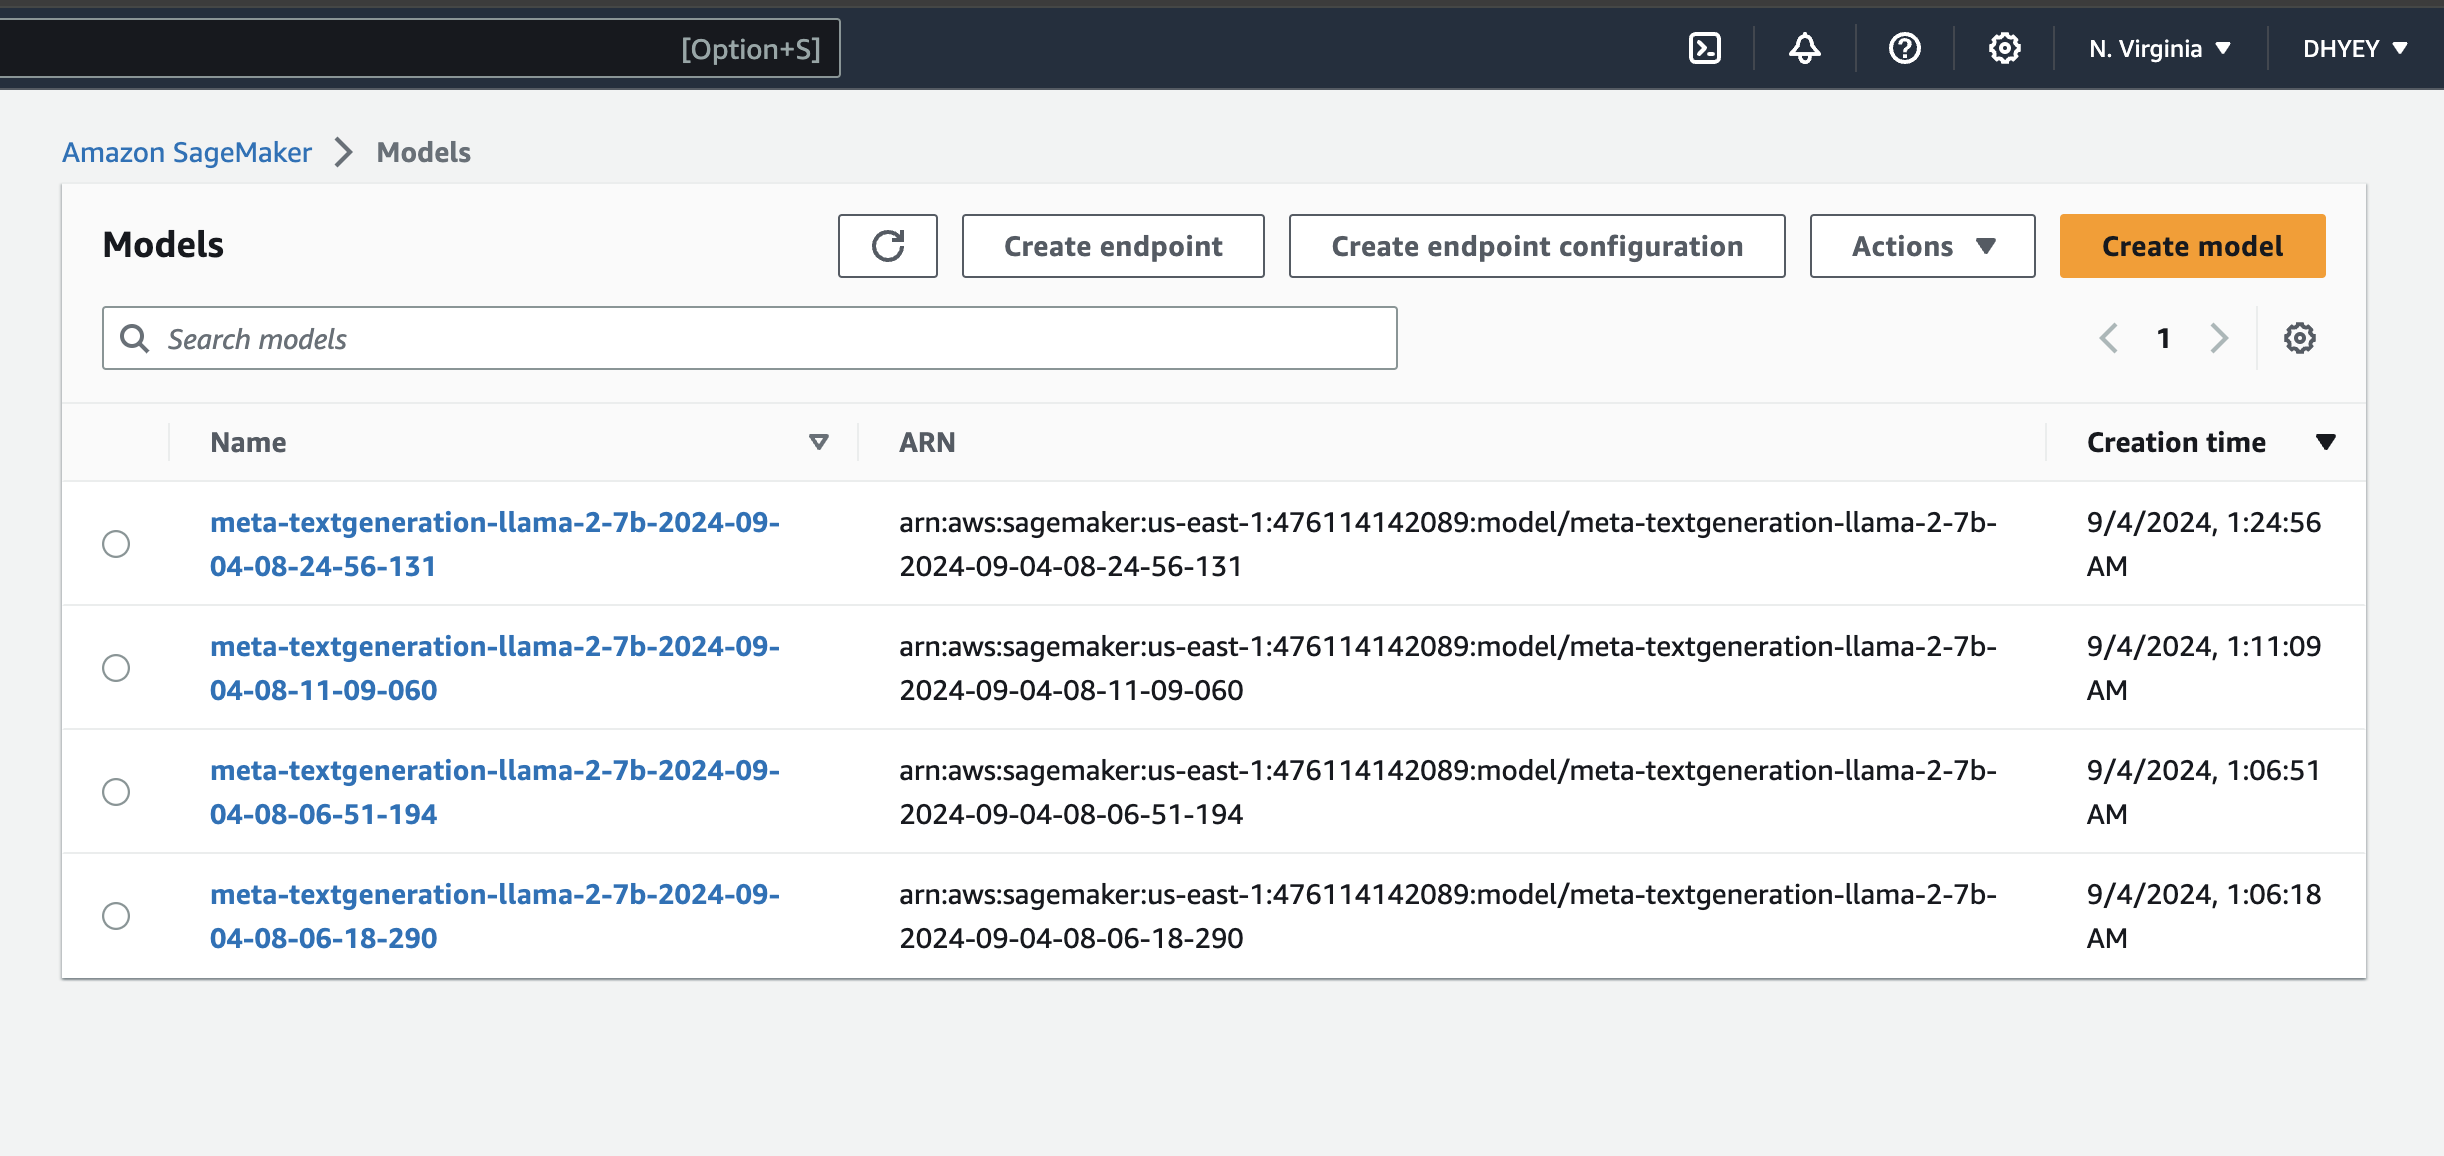 [Option+S]
N. Virginia
DHYEY
Amazon SageMaker
Models
Models
Create endpoint
Create endpoint configuration
Actions
Create model
Search models
1
Name
ARN
Creation time
meta-textgeneration-llama-2-7b-2024-09-
04-08-24-56-131
arn:aws:sagemaker:us-east-1:476114142089:model/meta-textgeneration-llama-2-7b-
2024-09-04-08-24-56-131
9/4/2024, 1:24:56
AM
meta-textgeneration-llama-2-7b-2024-09-
04-08-11-09-060
arn:aws:sagemaker:us-east-1:476114142089:model/meta-textgeneration-llama-2-7b-
2024-09-04-08-11-09-060
9/4/2024, 1:11:09
AM
meta-textgeneration-llama-2-7b-2024-09-
04-08-06-51-194
arn:aws:sagemaker:us-east-1:476114142089:model/meta-textgeneration-llama-2-7b-
2024-09-04-08-06-51-194
9/4/2024, 1:06:51
AM
meta-textgeneration-llama-2-7b-2024-09-
04-08-06-18-290
arn:aws:sagemaker:us-east-1:476114142089:model/meta-textgeneration-llama-2-7b-
2024-09-04-08-06-18-290
9/4/2024, 1:06:18
AM